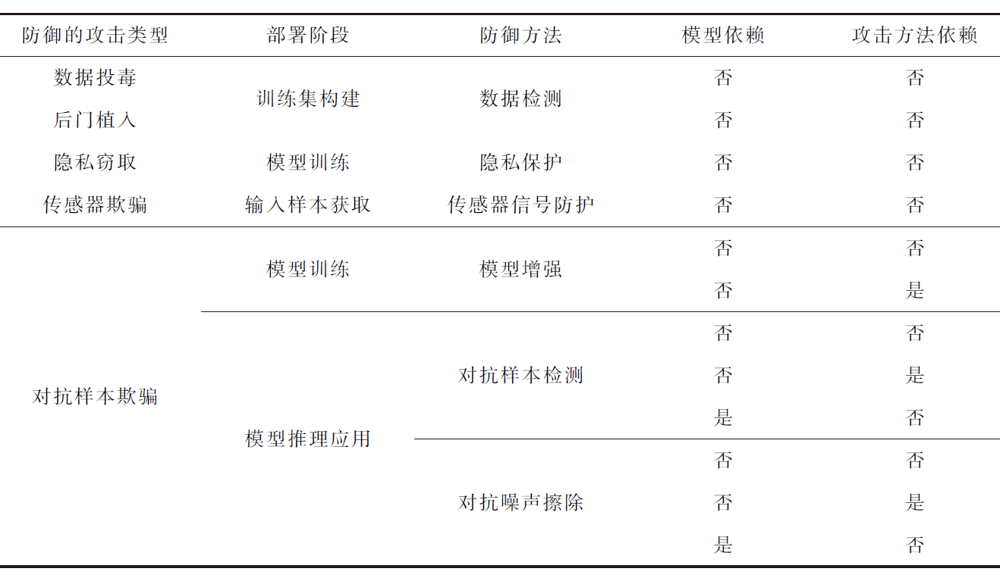 防御的攻击类型 部署阶段 防御方法 模型依赖 攻击方法依赖
数据投毒 否 否
训练集构建 数据检测
后门植入 否 否
隐私窃取 模型训练 隐私保护 否 否
传感器欺骗 输入样本获取 传感器信号防护 否 否
否 否
模型训练 模型增强
否 是
否 否
对抗样本检测 否 是
对抗样本欺骗
是 否
模型推理应用
否 否
对抗噪声擦除 否 是
是 否